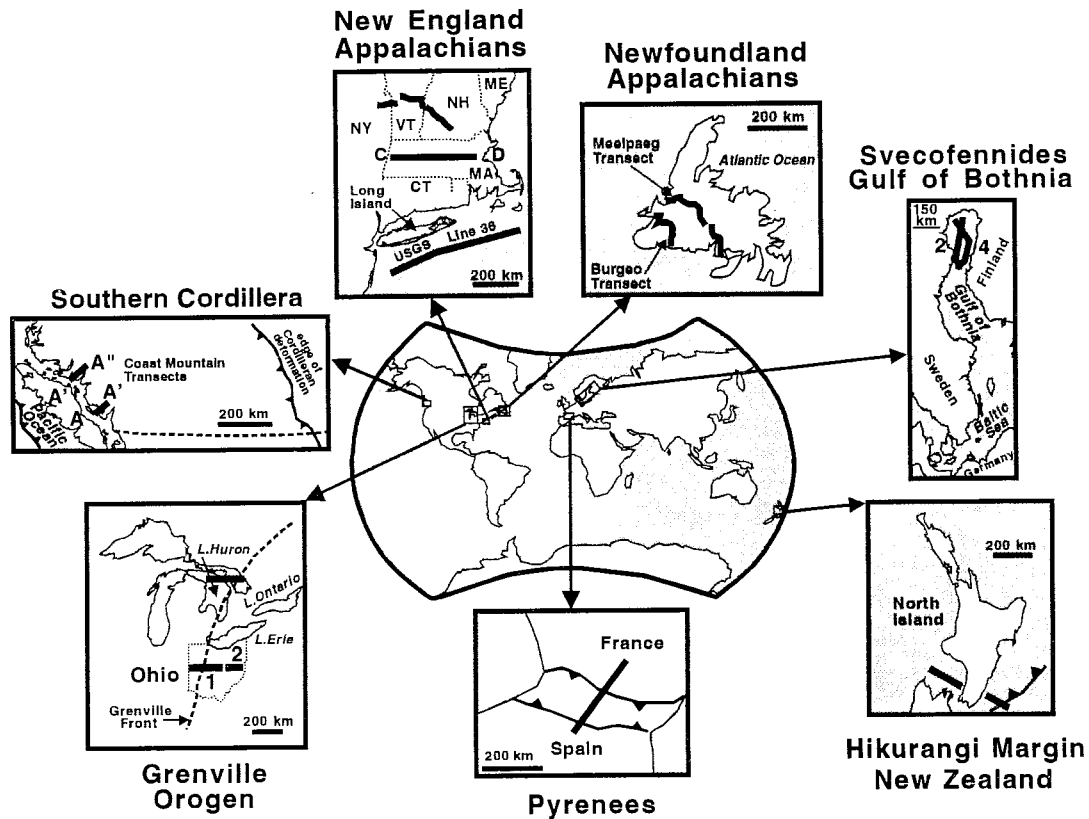 New England
Appalachians
ME
NH
NY
VT
C
D
MA
CT
Long
Island
USGS Line 36
200 km
Newfoundland
Appalachians
200 km
Meelpaeg
Transect
Atlantic Ocean
Burgeo
Transect
Svecofennides
Gulf of Bothnia
150
km
2
4
Finland
Gulf of
Bothnia
Sweden
Baltic
Sea
Germany
Southern Cordillera
A"
Coast Mountain
Transects
A'
A'
A
Pacific
Ocean
200 km
edge of
Cordilleran
deformation
L.Huron
L.Ontario
L.Erie
Ohio
1
2
Grenville
Front
200 km
Grenville
Orogen
France
Spain
200 km
Pyrenees
200 km
North
Island
Hikurangi Margin
New Zealand